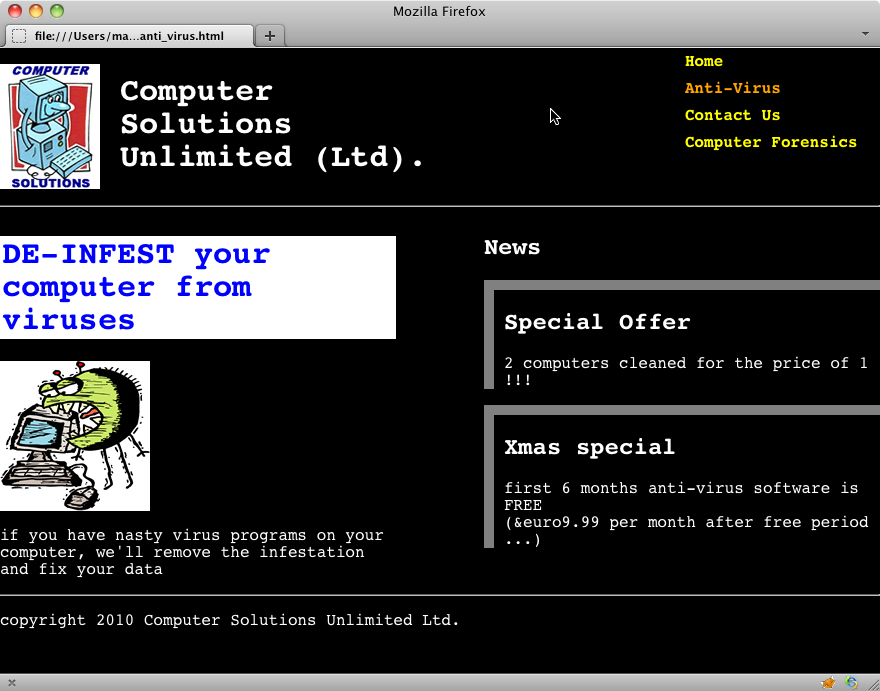 Mozilla Firefox
file:///Users/ma...anti_virus.html
COMPUTER
SOLUTIONS
Computer
Solutions
Unlimited (Ltd).
Home
Anti-Virus
Contact Us
Computer Forensics
DE-INFEST your
computer from
viruses
if you have nasty virus programs on your
computer, we'll remove the infestation
and fix your data
News
Special Offer
2 computers cleaned for the price of 1
!!!
Xmas special
first 6 months anti-virus software is
FREE
(&euro9.99 per month after free period
...)
copyright 2010 Computer Solutions Unlimited Ltd.